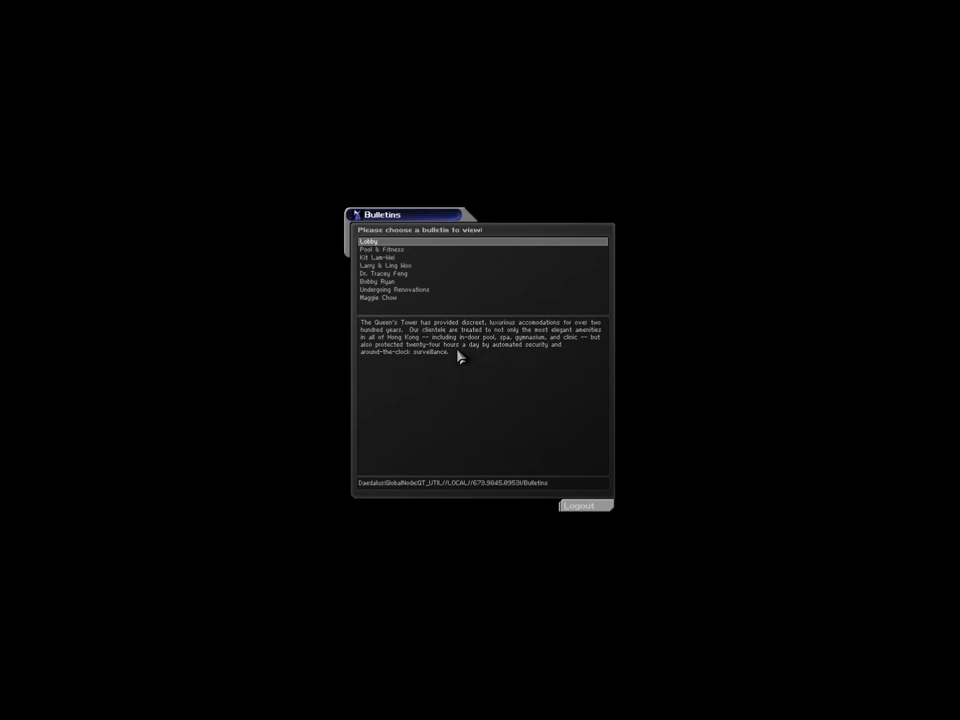 Bulletins
Please choose a bulletin to view:
Lobby
Pool & Fitness
Kit Lam-Wei
Larry & Ling Woo
Dr. Tracey Feng
Bobby Ryan
Undergoing Renovations
Maggie Chow
The Queen's Tower has provided discreet, luxurious accomodations for over two
hundred years. Our clientele are treated to not only the most elegant amenities
in all of Hong Kong -- including in-door pool, spa, gymnasium, and clinic -- but
also protected twenty-four hours a day by automated security and
around-the-clock surveillance.
Daedalus:GlobalNode:QT_UTIL//LOCAL//673.9845.09531/Bulletins
Logout